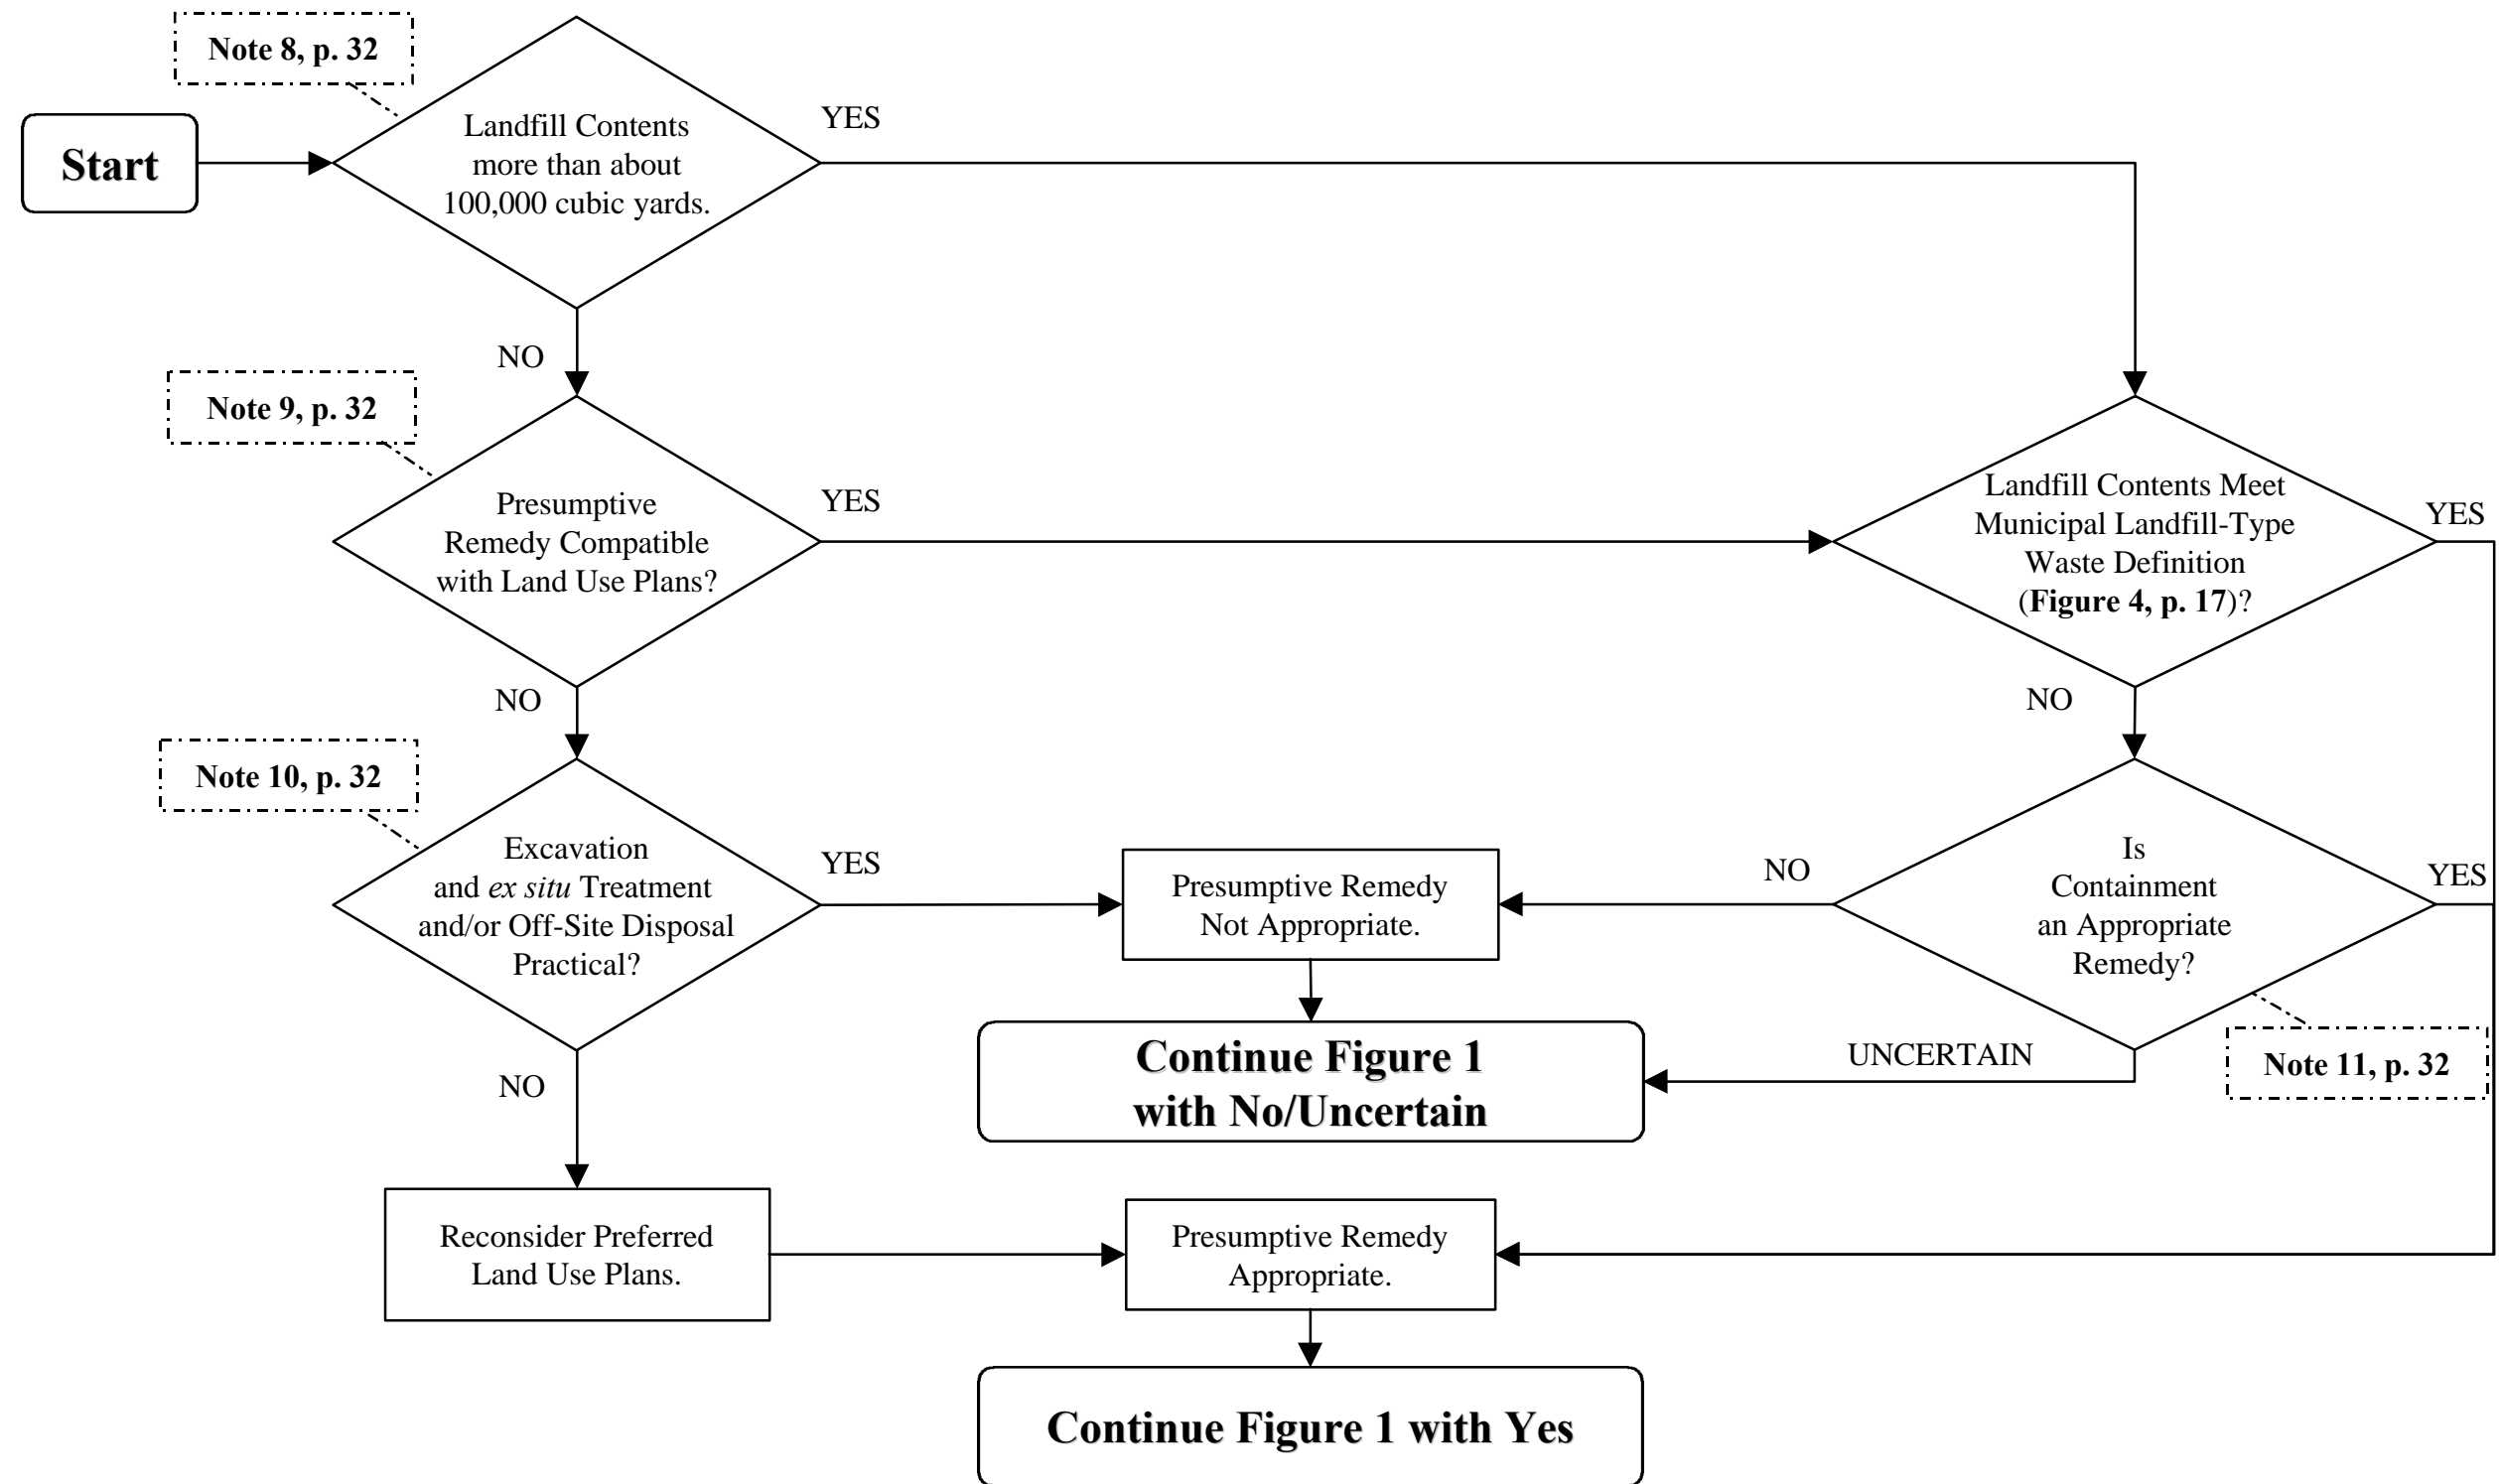 Note 8, p. 32
Start
Landfill Contents
more than about
100,000 cubic yards.
YES
NO
Note 9, p. 32
Presumptive
Remedy Compatible
with Land Use Plans?
YES
Landfill Contents Meet
Municipal Landfill-Type
Waste Definition
(Figure 4, p. 17)?
YES
NO
NO
Note 10, p. 32
Excavation
and ex situ Treatment
and/or Off-Site Disposal
Practical?
YES
Presumptive Remedy
Not Appropriate.
NO
Is
Containment
an Appropriate
Remedy?
YES
Continue Figure 1
with No/Uncertain
UNCERTAIN
Note 11, p. 32
NO
Reconsider Preferred
Land Use Plans.
Presumptive Remedy
Appropriate.
Continue Figure 1 with Yes